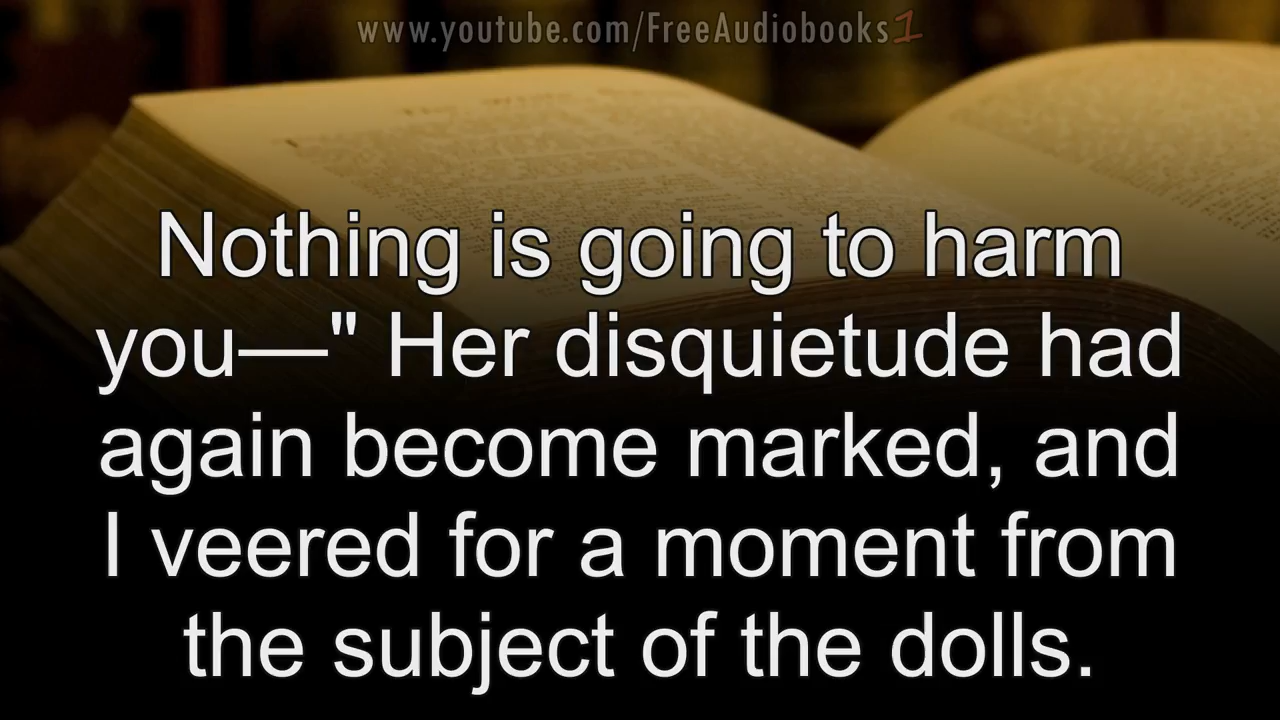 www.youtube.com/FreeAudiobooks1
Nothing is going to harm
you—" Her disquietude had
again become marked, and
I veered for a moment from
the subject of the dolls.